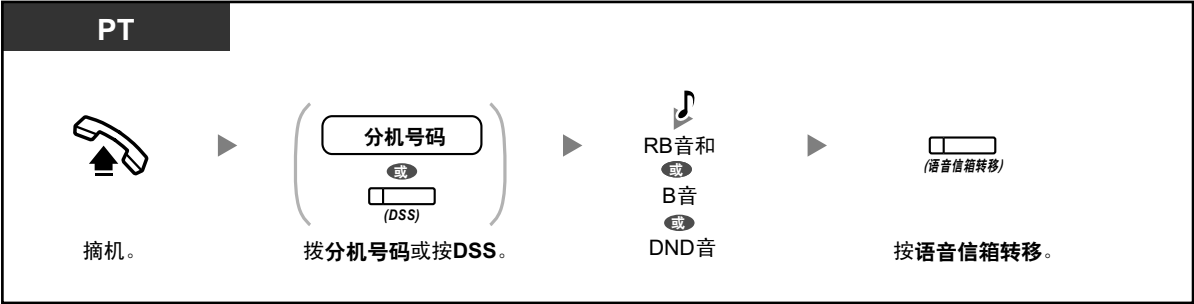 PT
分机号码
或
(DSS)
RB音和
或
B音
或
DND音
(语音信箱转移)
摘机。
拨分机号码或按DSS。
按语音信箱转移。